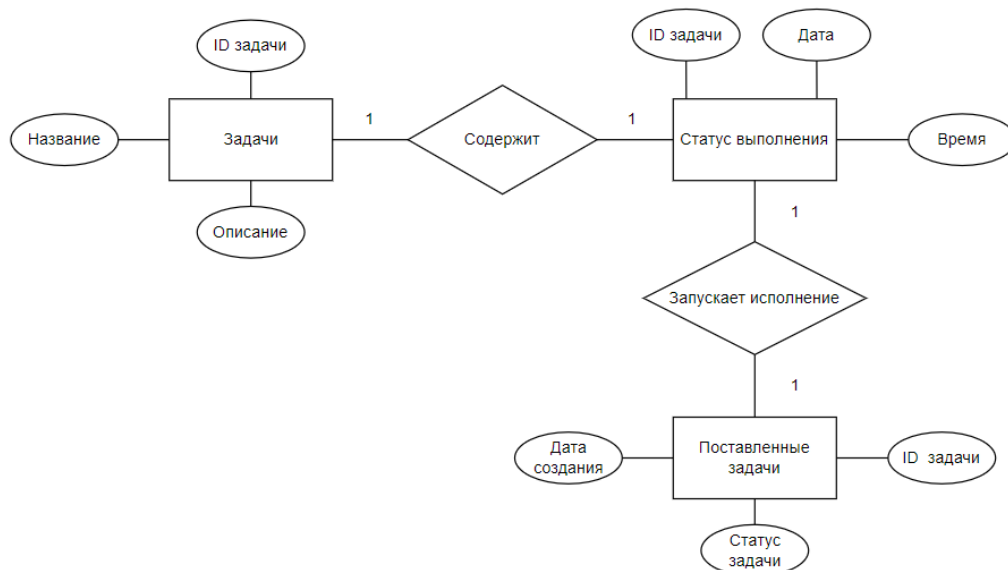 ID задачи
ID задачи
Дата
1
1
Название
Задачи
Содержит
Статус выполнения
Время
Описание
1
Запускает исполнение
1
Дата
создания
Поставленные
задачи
ID задачи
Статус
задачи